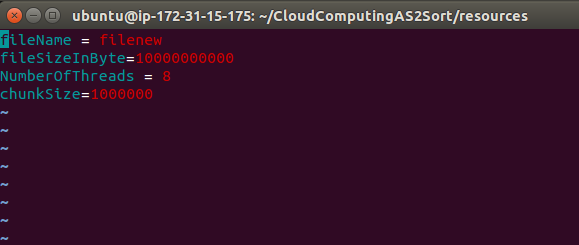 ubuntu@ip-172-31-15-175: ~/CloudComputingAS2Sort/resources
fileName = filenew
fileSizeInByte=10000000000
NumberOfThreads = 8
chunkSize=1000000
~
~
~
~
~
~
~
~